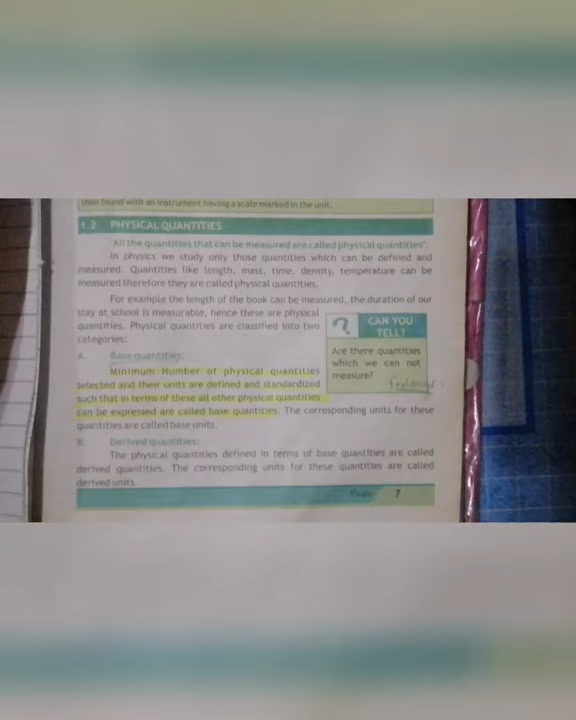 then found with an instrument having a scale marked in the unit.
1.2 PHYSICAL QUANTITIES
'All the quantities that can be measured are called physical quantities'.
In physics we study only those quantities which can be defined and
measured. Quantities like length, mass, time, density, temperature can be
measured therefore they are called physical quantities.
For example the length of the book can be measured, the duration of our
stay at school is measurable, hence these are physical
quantities. Physical quantities are classified into two
categories:
?
CAN YOU
TELL?
Are there quantities
which we can not
measure?
A. Base quantities:
Minimum Number of physical quantities
selected and their units are defined and standardized
such that in terms of these all other physical quantities
can be expressed are called base quantities. The corresponding units for these
quantities are called base units.
B. Derived quantities:
The physical quantities defined in terms of base quantities are called
derived quantities. The corresponding units for these quantities are called
derived units.
Page 7